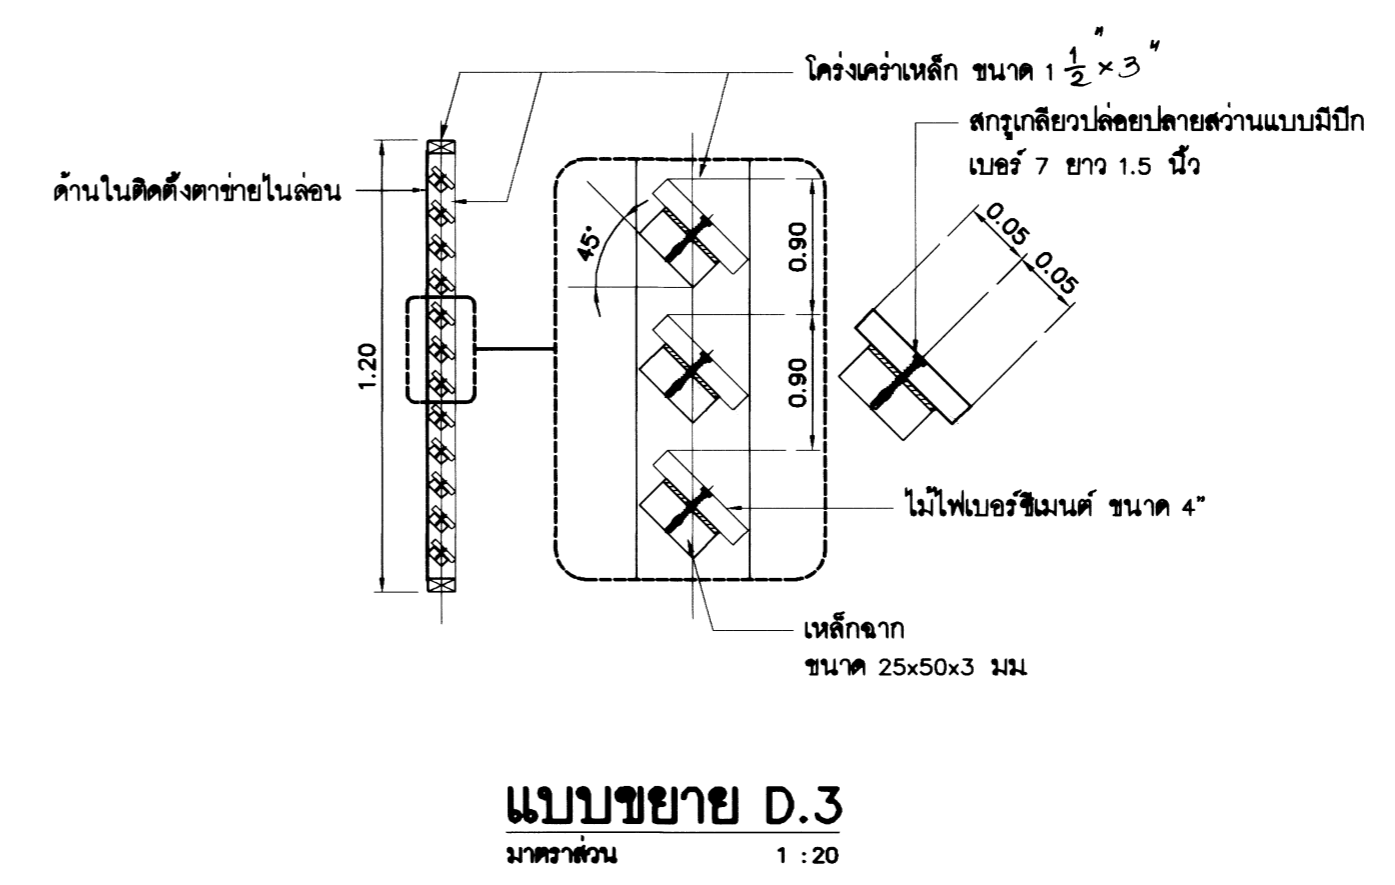 โคร่งเคร่าเหล็ก ขนาด 1 1/2" x 3"
สกรูเกลียวปล่อยปลายสว่านแบบมีปีก
เบอร์ 7 ยาว 1.5 นิ้ว
ด้านในติดตั้งตาข่ายไนล่อน
45°
0.90
0.05
0.05
1.20
0.90
ไม้ไฟเบอร์ซีเมนต์ ขนาด 4"
เหล็กฉาก
ขนาด 25x50x3 มม
แบบขยาย D.3
มาตราส่วน 1 : 20